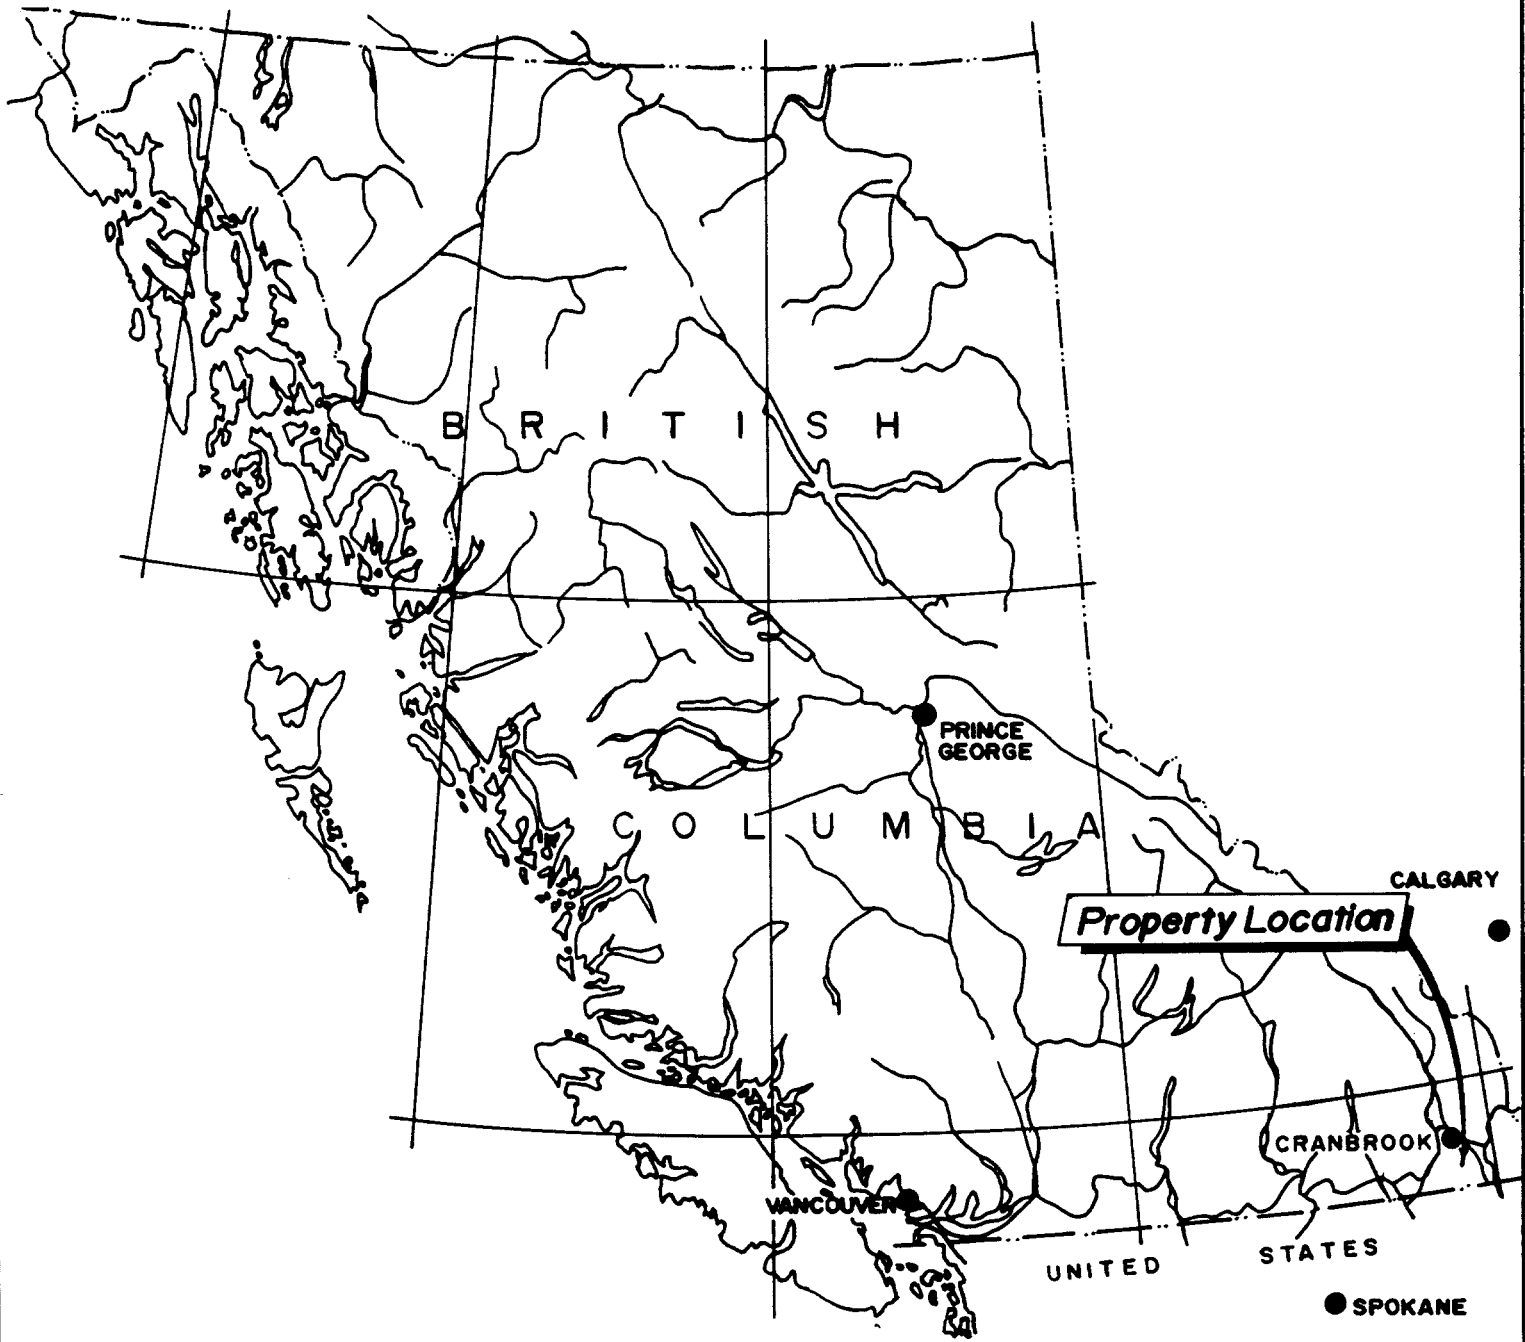 BRITISH
PRINCE
GEORGE
COLUMBIA
CALGARY
Property Location
CRANBROOK
VANCOUVER
UNITED STATES
SPOKANE